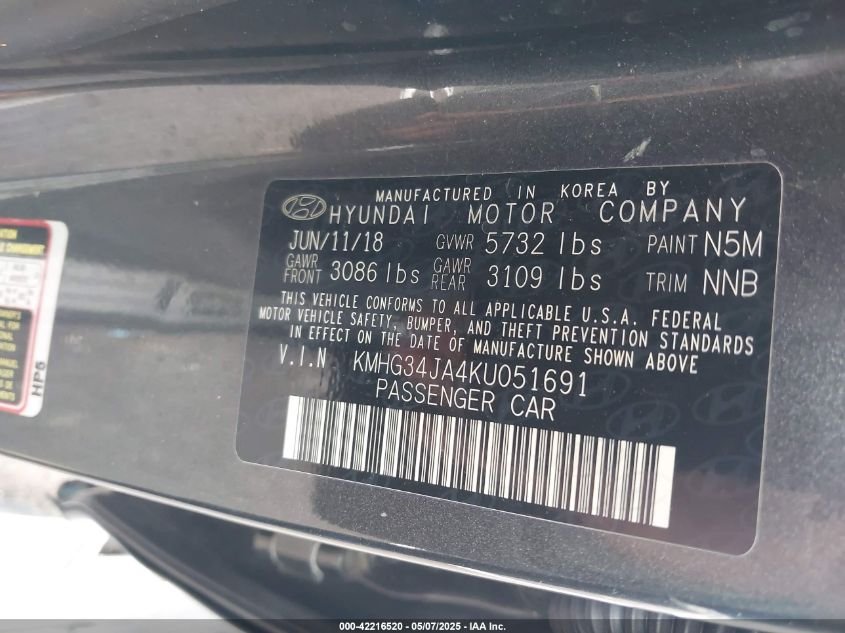 MANUFACTURED IN KOREA BY
HYUNDAI MOTOR COMPANY
JUN/11/18 GVWR 5732 lbs PAINT N5M
GAWR FRONT 3086 lbs GAWR REAR 3109 lbs TRIM NNB
THIS VEHICLE CONFORMS TO ALL APPLICABLE U.S.A. FEDERAL
MOTOR VEHICLE SAFETY, BUMPER, AND THEFT PREVENTION STANDARDS
IN EFFECT ON THE DATE OF MANUFACTURE SHOWN ABOVE
V.I.N KMHG34JA4KU051691
PASSENGER CAR
HP6
000-42216520 - 05/07/2025 - IAA Inc.